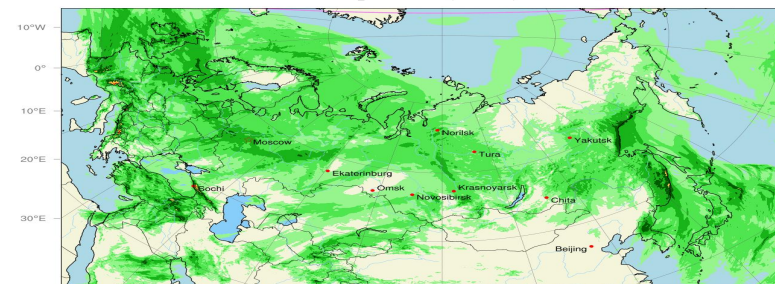 10°W
0°
10°E
20°E
30°E
Norilsk
Moscow
Yakutsk
Tura
Ekaterinburg
Sochi
Omsk
Krasnoyarsk
Novosibirsk
Chita
Beijing